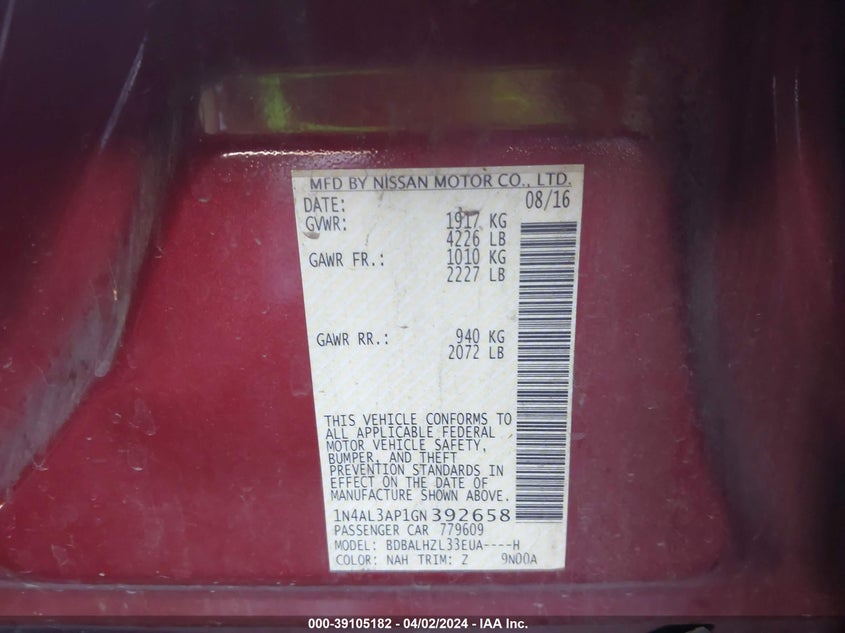 MFD BY NISSAN MOTOR CO., LTD.
DATE: 08/16
GVWR: 1917 KG
4226 LB
GAWR FR.: 1010 KG
2227 LB
GAWR RR.: 940 KG
2072 LB
THIS VEHICLE CONFORMS TO
ALL APPLICABLE FEDERAL
MOTOR VEHICLE SAFETY,
BUMPER, AND THEFT
PREVENTION STANDARDS IN
EFFECT ON THE DATE OF
MANUFACTURE SHOWN ABOVE.
1N4AL3AP1GN392658
PASSENGER CAR 779609
MODEL: BDBALHZL33EUA----H
COLOR: NAH TRIM: Z 9N00A
000-39105182 - 04/02/2024 - IAA Inc.